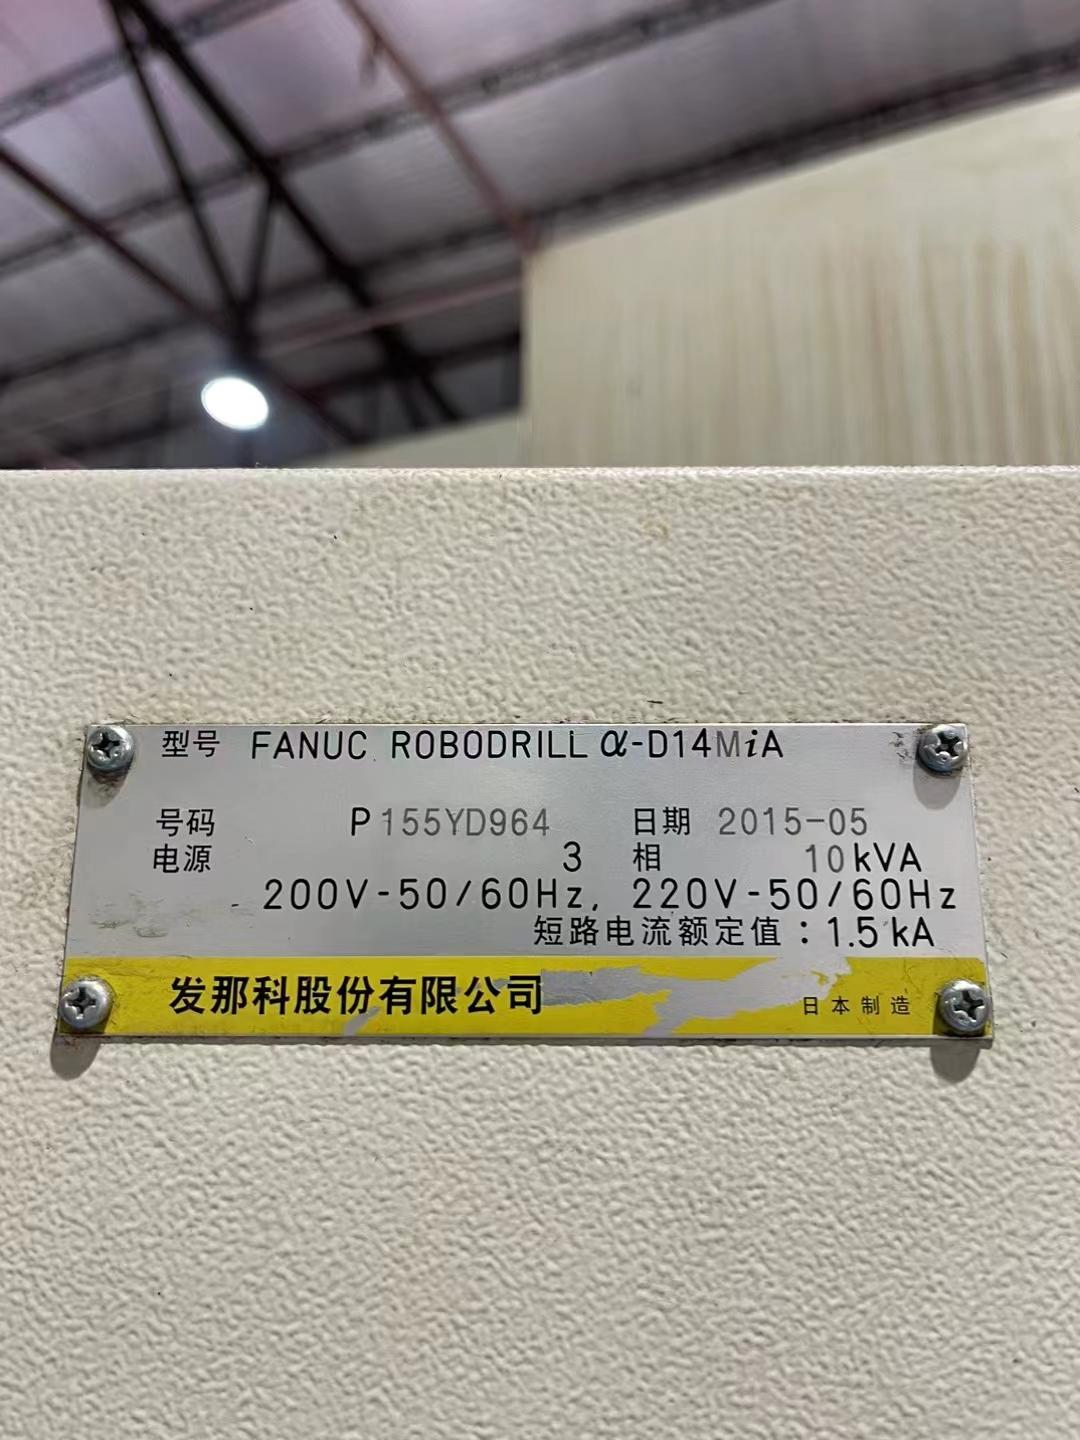 型号 FANUC ROBODRILL α-D14MiA
号码 P155YD964 日期 2015-05
电源 3 相 10kVA
200V-50/60Hz, 220V-50/60Hz
短路电流额定值：1.5 kA
发那科股份有限公司 日本制造